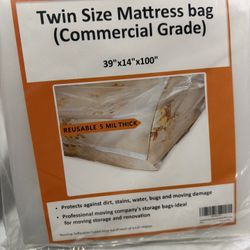 Twin Size Mattress bag
(Commercial Grade)
39"x14"x100"
REUSABLE 5 MIL THICK
• Protects against dirt, stains, water, bugs and moving damage
• Professional moving company's storage bags ideal
for moving storage and renovation